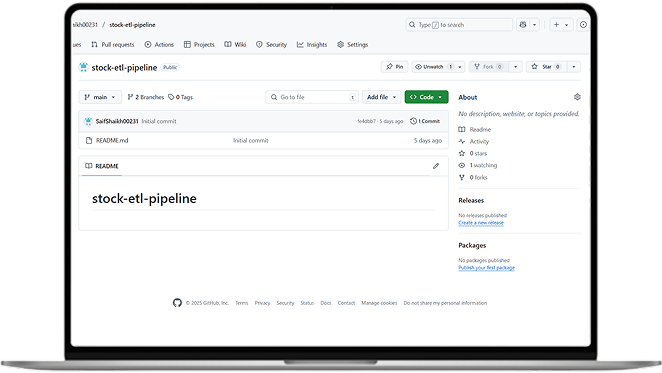 aikh00231 / stock-etl-pipeline Type / to search
ues Pull requests Actions Projects Wiki Security Insights Settings
stock-etl-pipeline Public Pin Unwatch 1 Fork 0 Star 0
main 2 Branches 0 Tags Go to file t Add file Code
About
No description, website, or topics provided.
Readme
Activity
0 stars
1 watching
0 forks
SaifShaikh00231 Initial commit 5 days ago 1 Commit
README.md Initial commit 5 days ago
README
stock-etl-pipeline
Releases
No releases published
Create a new release
Packages
No packages published
Publish your first package
© 2025 GitHub, Inc. Terms Privacy Security Status Docs Contact Manage cookies Do not share my personal information